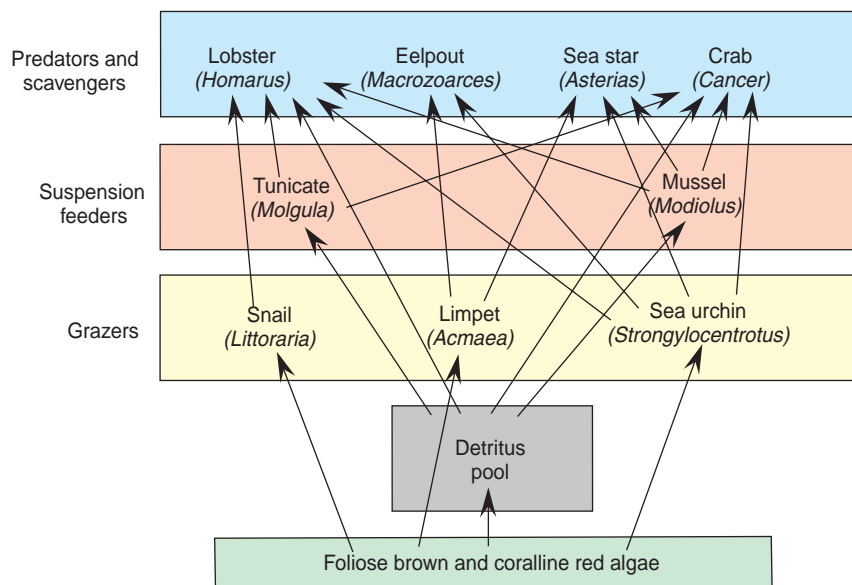 Predators and
scavengers
Lobster
(Homarus)
Eelpout
(Macrozoarces)
Sea star
(Asterias)
Crab
(Cancer)
Suspension
feeders
Tunicate
(Molgula)
Mussel
(Modiolus)
Grazers
Snail
(Littoraria)
Limpet
(Acmaea)
Sea urchin
(Strongylocentrotus)
Detritus
pool
Foliose brown and coralline red algae